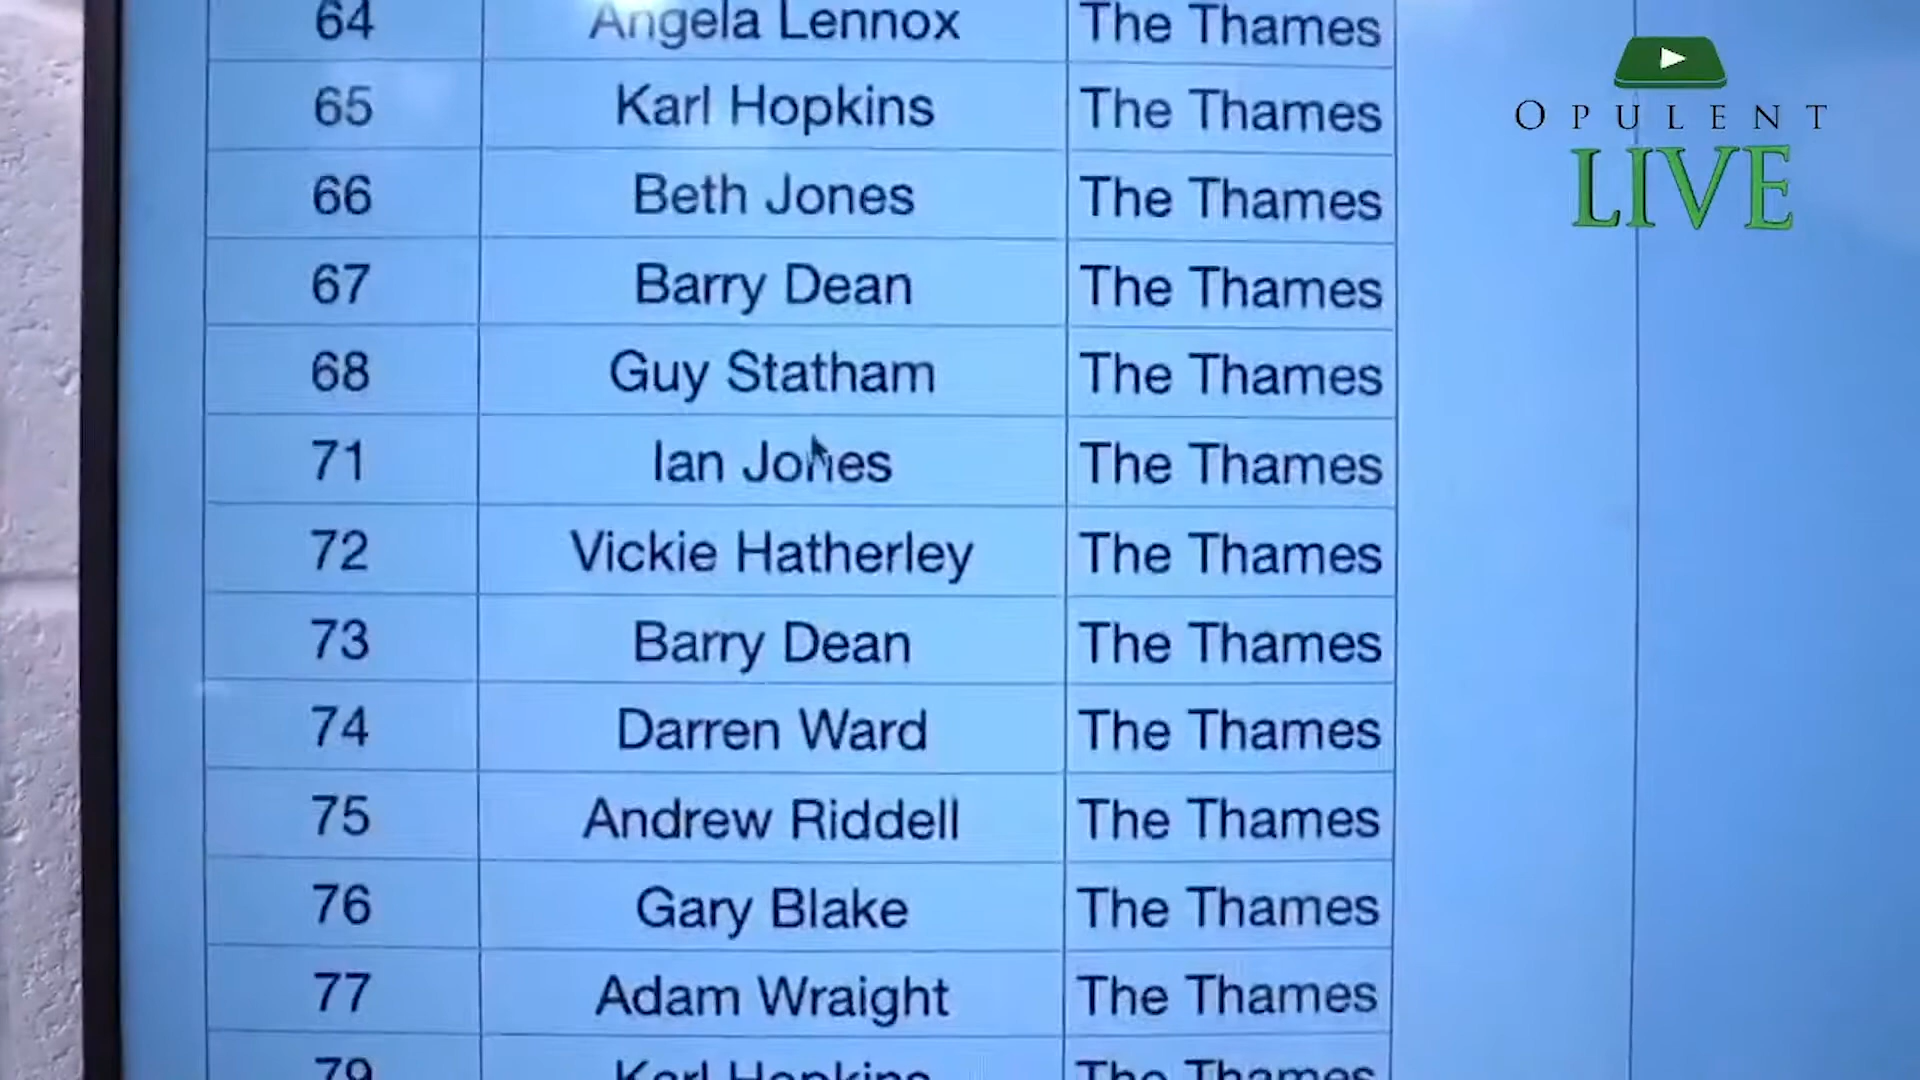 64 Angela Lennox The Thames
65 Karl Hopkins The Thames
66 Beth Jones The Thames
67 Barry Dean The Thames
68 Guy Statham The Thames
71 Ian Jones The Thames
72 Vickie Hatherley The Thames
73 Barry Dean The Thames
74 Darren Ward The Thames
75 Andrew Riddell The Thames
76 Gary Blake The Thames
77 Adam Wraight The Thames
79 Karl Hopkins The Thames
OPULENT
LIVE